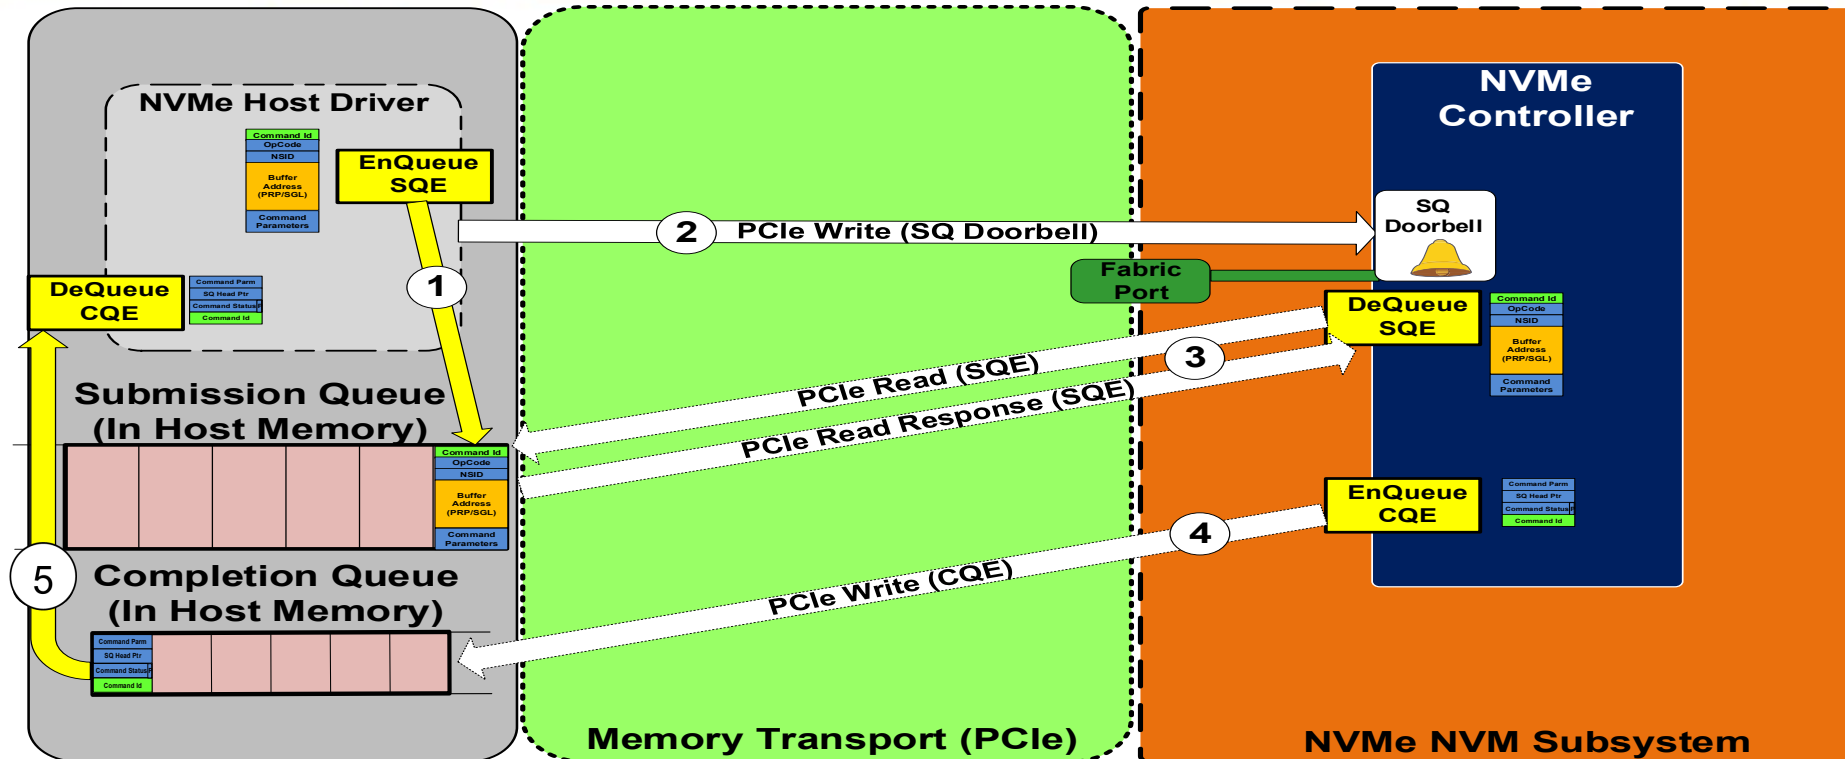 NVMe Host Driver
Command Id
OpCode
NSID
Buffer
Address
(PRP/SGL)
Command
Parameters
EnQueue
SQE
1
2
PCIe Write (SQ Doorbell)
NVMe
Controller
SQ
Doorbell
Fabric
Port
DeQueue
CQE
Command Parm
SQ Head Ptr
Command Status P
Command Id
DeQueue
SQE
Command Id
OpCode
NSID
Buffer
Address
(PRP/SGL)
Command
Parameters
3
PCIe Read (SQE)
PCIe Read Response (SQE)
Submission Queue
(In Host Memory)
Command Id
OpCode
NSID
Buffer
Address
(PRP/SGL)
Command
Parameters
EnQueue
CQE
Command Parm
SQ Head Ptr
Command Status P
Command Id
4
PCIe Write (CQE)
5
Completion Queue
(In Host Memory)
Command Parm
SQ Head Ptr
Command Status P
Command Id
Memory Transport (PCIe)
NVMe NVM Subsystem